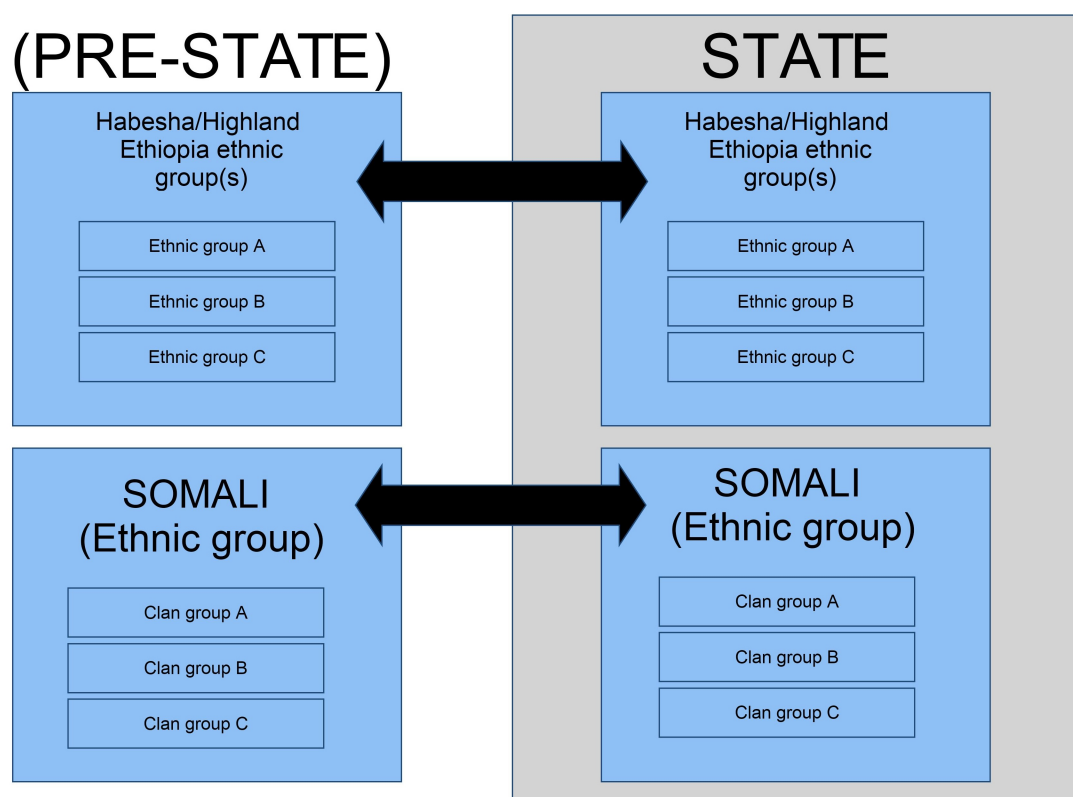 (PRE-STATE)
Habesha/Highland
Ethiopia ethnic
group(s)
Ethnic group A
Ethnic group B
Ethnic group C
SOMALI
(Ethnic group)
Clan group A
Clan group B
Clan group C
STATE
Habesha/Highland
Ethiopia ethnic
group(s)
Ethnic group A
Ethnic group B
Ethnic group C
SOMALI
(Ethnic group)
Clan group A
Clan group B
Clan group C